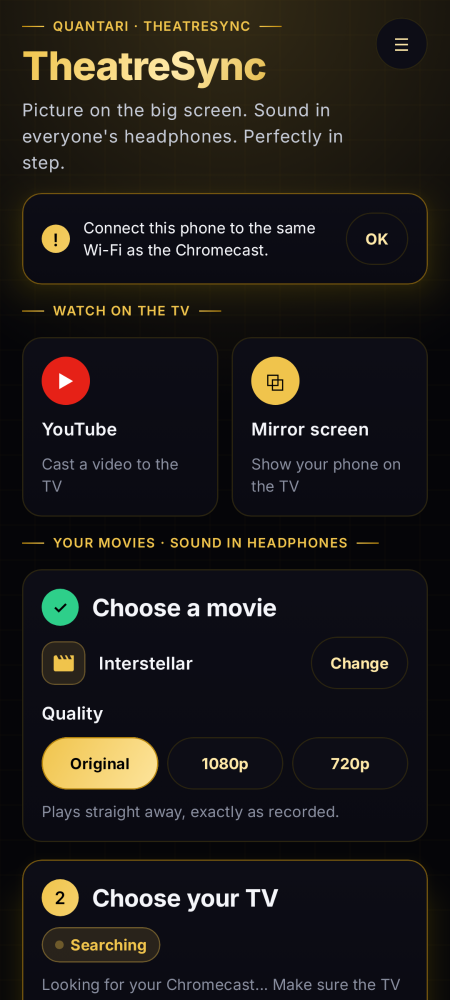 QUANTARI · THEATRESYNC
TheatreSync
Picture on the big screen. Sound in
everyone's headphones. Perfectly in
step.
!
Connect this phone to the same
Wi-Fi as the Chromecast.
OK
WATCH ON THE TV
YouTube
Cast a video to the
TV
Mirror screen
Show your phone on
the TV
YOUR MOVIES · SOUND IN HEADPHONES
Choose a movie
Interstellar
Change
Quality
Original
1080p
720p
Plays straight away, exactly as recorded.
2
Choose your TV
Searching
Looking for your Chromecast... Make sure the TV